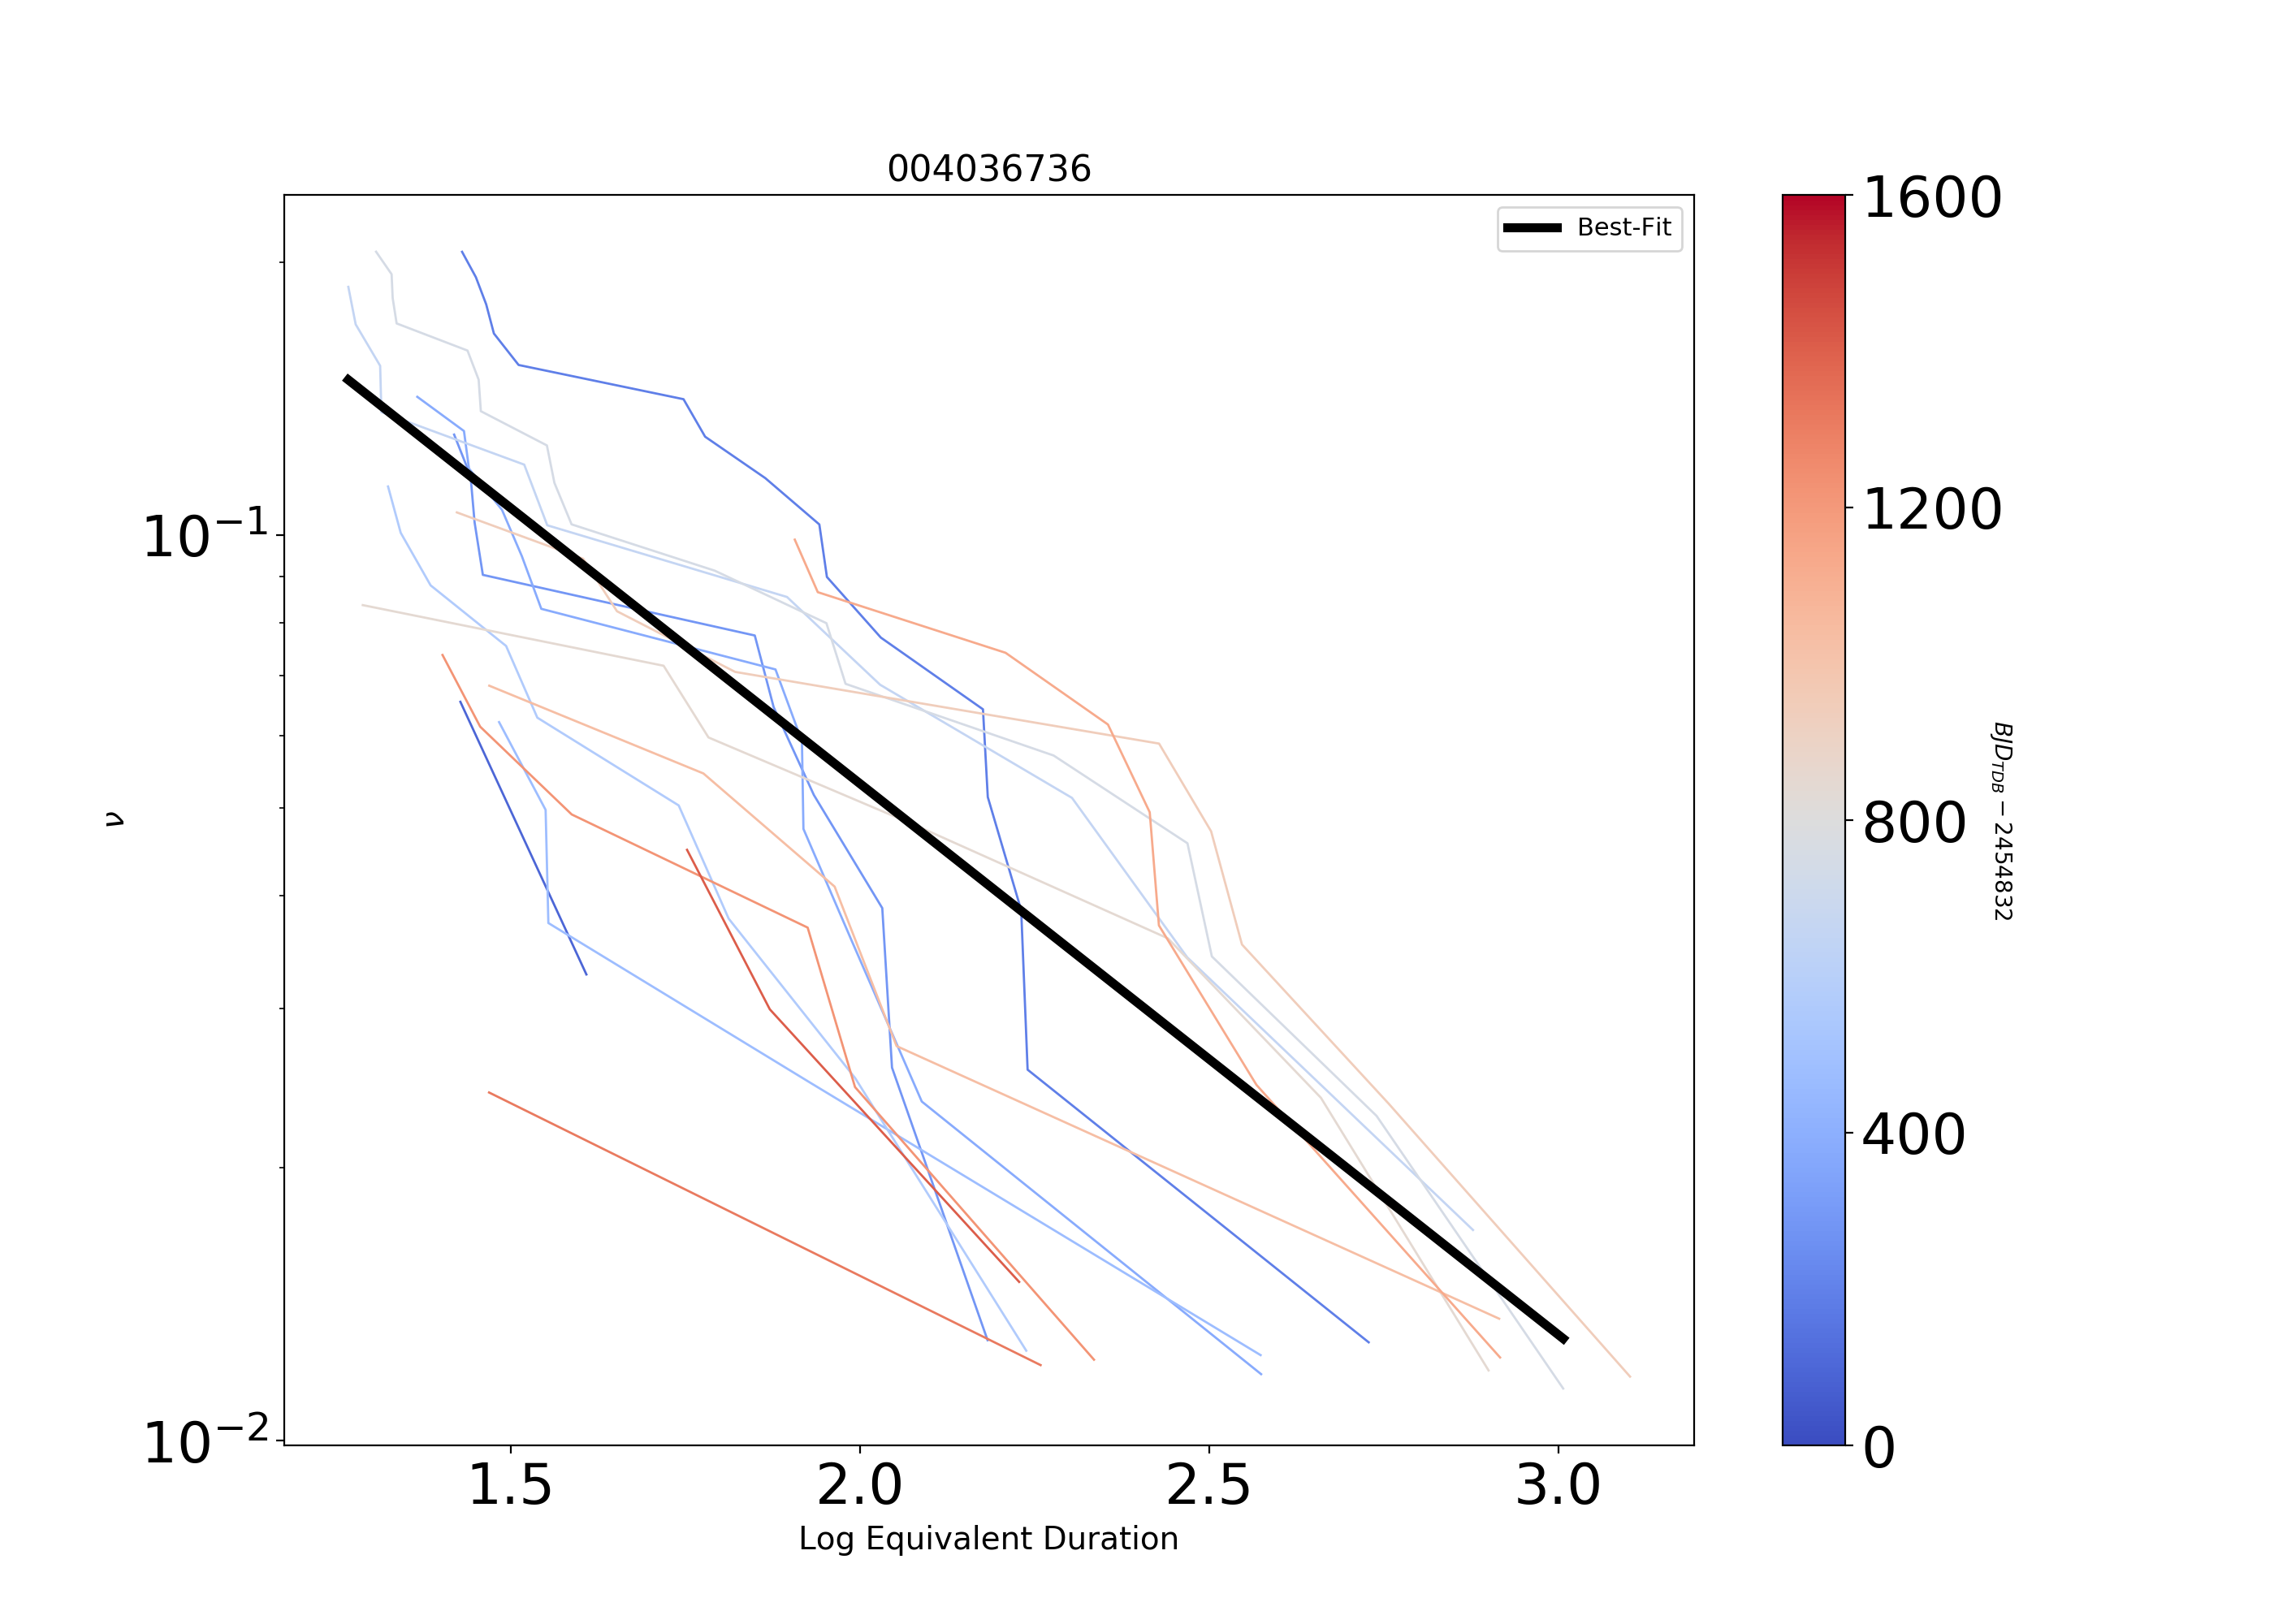 004036736
Best-Fit
ν
10⁻¹
10⁻²
1.5 2.0 2.5 3.0
Log Equivalent Duration
1600
1200
800
400
0
BJD_TDB − 2454832